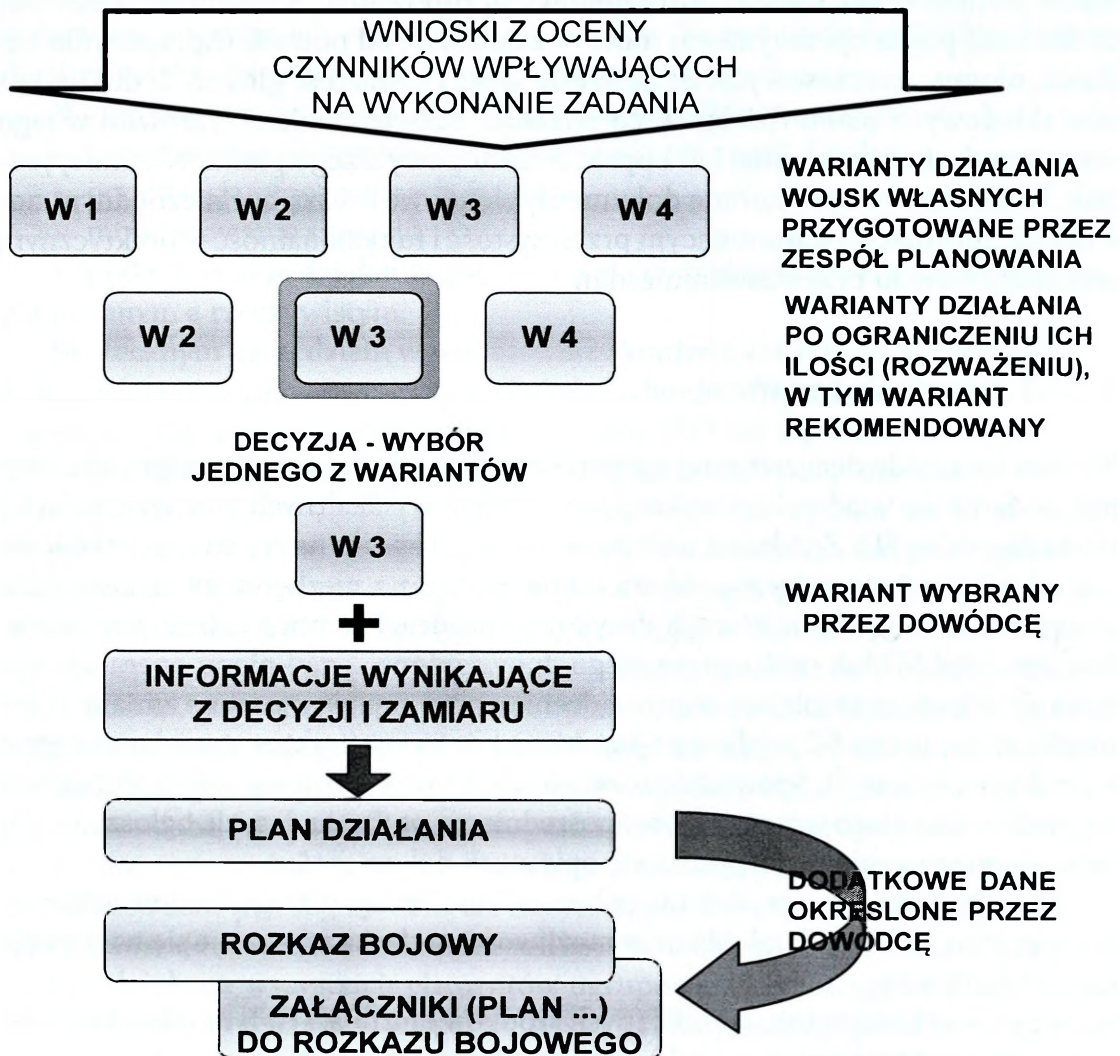 WNIOSKI Z OCENY
CZYNNIKÓW WPŁYWAJĄCYCH
NA WYKONANIE ZADANIA
W 1
W 2
W 3
W 4
WARIANTY DZIAŁANIA
WOJSK WŁASNYCH
PRZYGOTOWANE PRZEZ
ZESPÓŁ PLANOWANIA
W 2
W 3
W 4
WARIANTY DZIAŁANIA
PO OGRANICZENIU ICH
ILOŚCI (ROZWAŻENIU),
W TYM WARIANT
REKOMENDOWANY
DECYZJA - WYBÓR
JEDNEGO Z WARIANTÓW
W 3
+
WARIANT WYBRANY
PRZEZ DOWÓDCĘ
INFORMACJE WYNIKAJĄCE
Z DECYZJI I ZAMIARU
PLAN DZIAŁANIA
DODATKOWE DANE
OKREŚLONE PRZEZ
DOWÓDCĘ
ROZKAZ BOJOWY
ZAŁĄCZNIKI (PLAN ...)
DO ROZKAZU BOJOWEGO